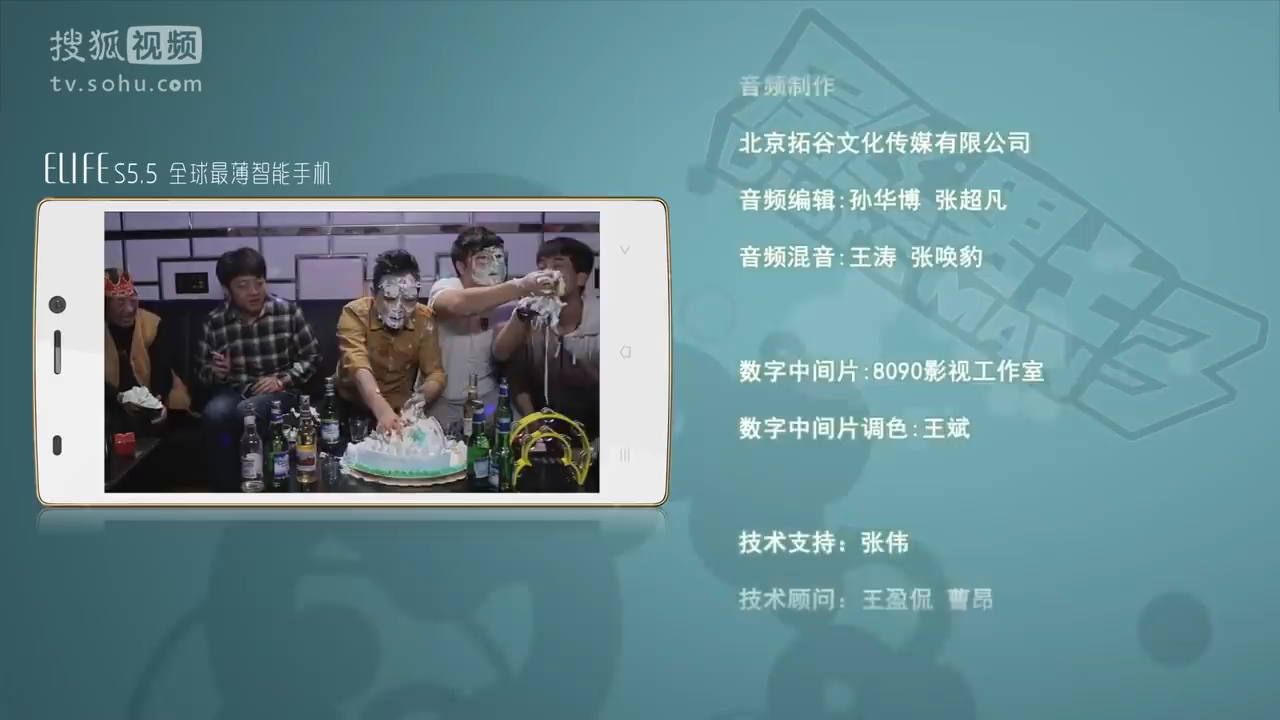 搜狐视频
tv.sohu.com
ELIFE S5.5 全球最薄智能手机
音频制作
北京拓谷文化传媒有限公司
音频编辑:孙华博 张超凡
音频混音:王涛 张唤豹
数字中间片:8090影视工作室
数字中间片调色:王斌
技术支持: 张伟
技术顾问: 王盈侃 曹昂
MAN